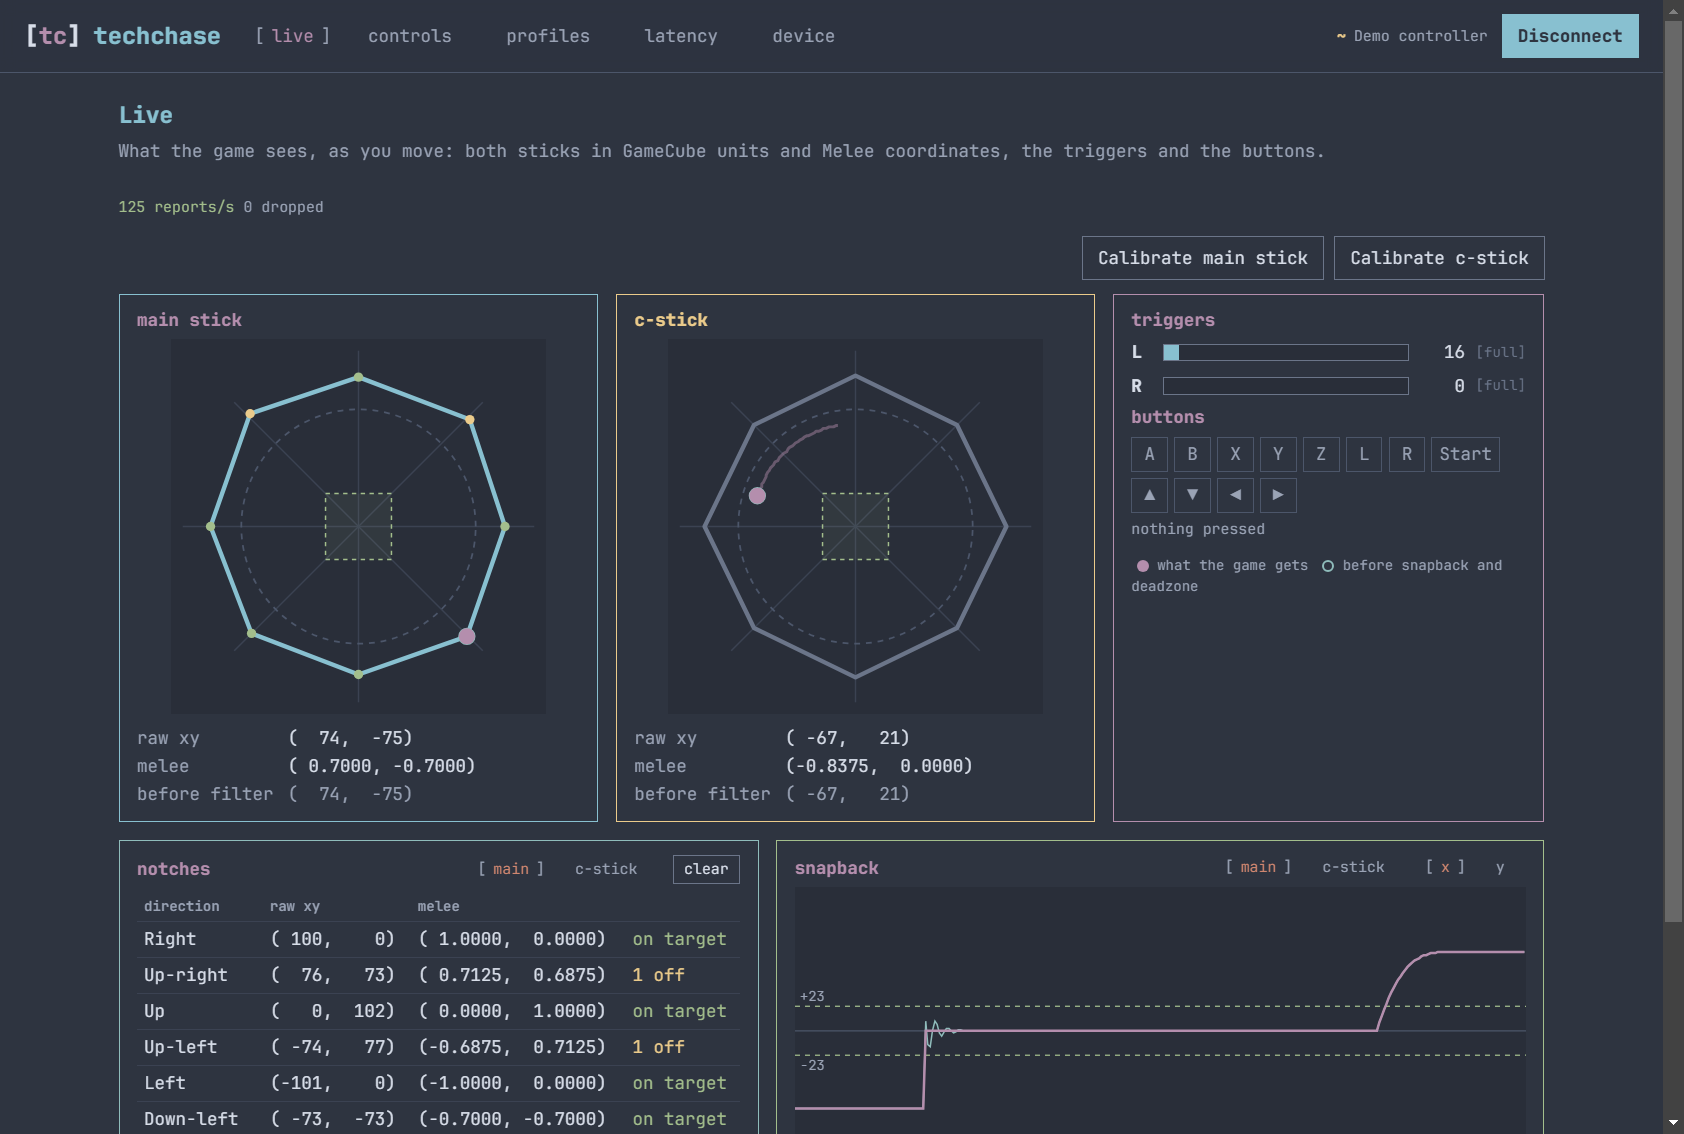 [tc] techchase [ live ] controls profiles latency device ~ Demo controller Disconnect
Live
What the game sees, as you move: both sticks in GameCube units and Melee coordinates, the triggers and the buttons.
125 reports/s 0 dropped
Calibrate main stick Calibrate c-stick
main stick
raw xy ( 74, -75)
melee ( 0.7000, -0.7000)
before filter ( 74, -75)
c-stick
raw xy ( -67, 21)
melee (-0.8375, 0.0000)
before filter ( -67, 21)
triggers
L 16 [full]
R 0 [full]
buttons
A B X Y Z L R Start
▲ ▼ ◀ ▶
nothing pressed
what the game gets before snapback and
deadzone
notches [ main ] c-stick clear
direction raw xy melee
Right ( 100, 0) ( 1.0000, 0.0000) on target
Up-right ( 76, 73) ( 0.7125, 0.6875) 1 off
Up ( 0, 102) ( 0.0000, 1.0000) on target
Up-left ( -74, 77) (-0.6875, 0.7125) 1 off
Left (-101, 0) (-1.0000, 0.0000) on target
Down-left ( -73, -73) (-0.7000, -0.7000) on target
snapback [ main ] c-stick [ x ] y
+23
-23